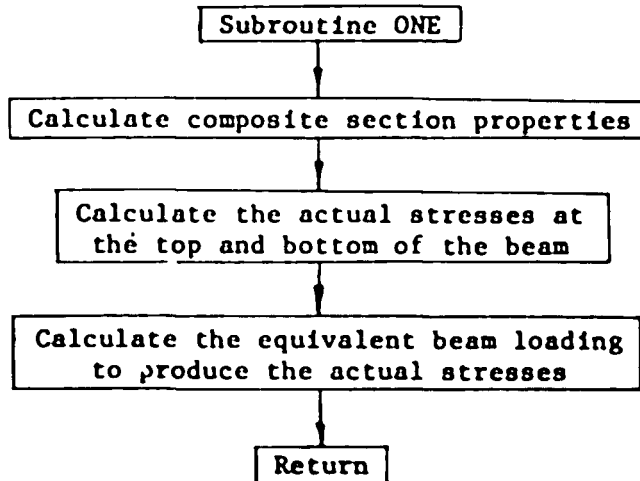 Subroutine ONE
Calculate composite section properties
Calculate the actual stresses at
the top and bottom of the beam
Calculate the equivalent beam loading
to produce the actual stresses
Return